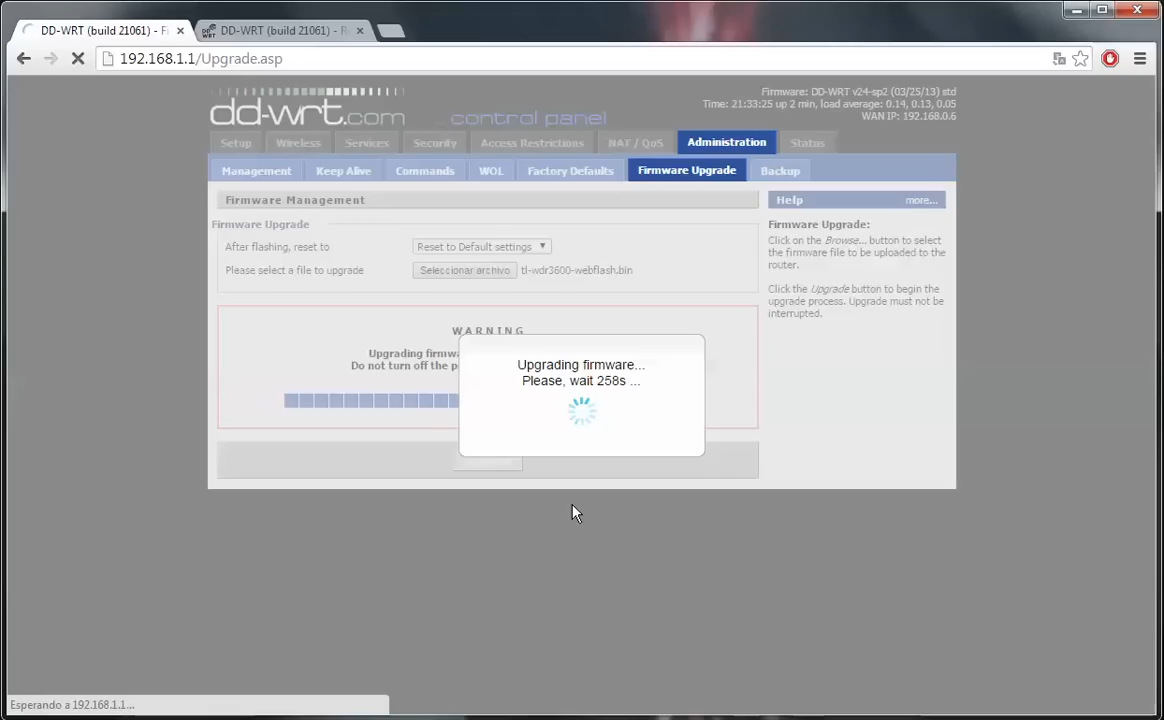 DD-WRT (build 21061) - Fi
DD-WRT (build 21061) - R
192.168.1.1/Upgrade.asp
dd-wrt.com
... control panel
Firmware: DD-WRT v24-sp2 (03/25/13) std
Time: 21:33:25 up 2 min, load average: 0.14, 0.13, 0.05
WAN IP: 192.168.0.6
Setup Wireless Services Security Access Restrictions NAT / QoS Administration Status
Management Keep Alive Commands WOL Factory Defaults Firmware Upgrade Backup
Firmware Management
Firmware Upgrade
After flashing, reset to Reset to Default settings
Please select a file to upgrade Seleccionar archivo tl-wdr3600-webflash.bin
WARNING
Upgrading firmw
Do not turn off the p
Upgrading firmware...
Please, wait 258s ...
Help more...
Firmware Upgrade:
Click on the Browse... button to select
the firmware file to be uploaded to the
router.
Click the Upgrade button to begin the
upgrade process. Upgrade must not be
interrupted.
Esperando a 192.168.1.1...